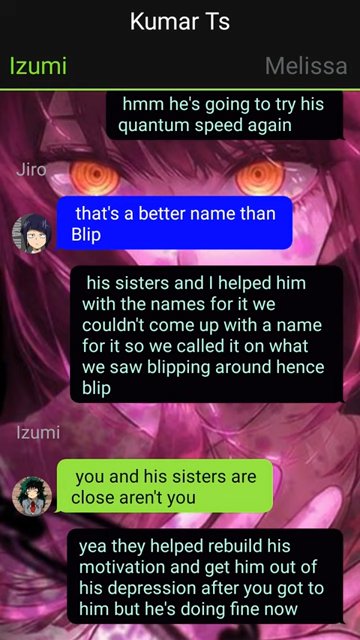 Kumar Ts
Izumi
Melissa
hmm he's going to try his
quantum speed again
Jiro
that's a better name than
Blip
his sisters and I helped him
with the names for it we
couldn't come up with a name
for it so we called it on what
we saw blipping around hence
blip
Izumi
you and his sisters are
close aren't you
yea they helped rebuild his
motivation and get him out of
his depression after you got to
him but he's doing fine now